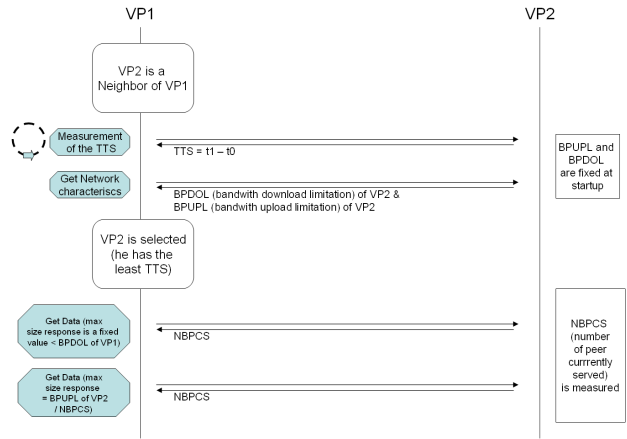 VP1
VP2
VP2 is a
Neighbor of VP1
Measurement
of the TTS
TTS = t1 – t0
BPUPL and
BPDOL
are fixed at
startup
Get Network
characteriscs
BPDOL (bandwith download limitation) of VP2 &
BPUPL (bandwith upload limitation) of VP2
VP2 is selected
(he has the
least TTS)
Get Data (max
size response is a fixed
value < BPDOL of VP1)
NBPCS
NBPCS
(number
of peer
currrently
served)
is measured
Get Data (max
size response
= BPUPL of VP2
/ NBPCS)
NBPCS